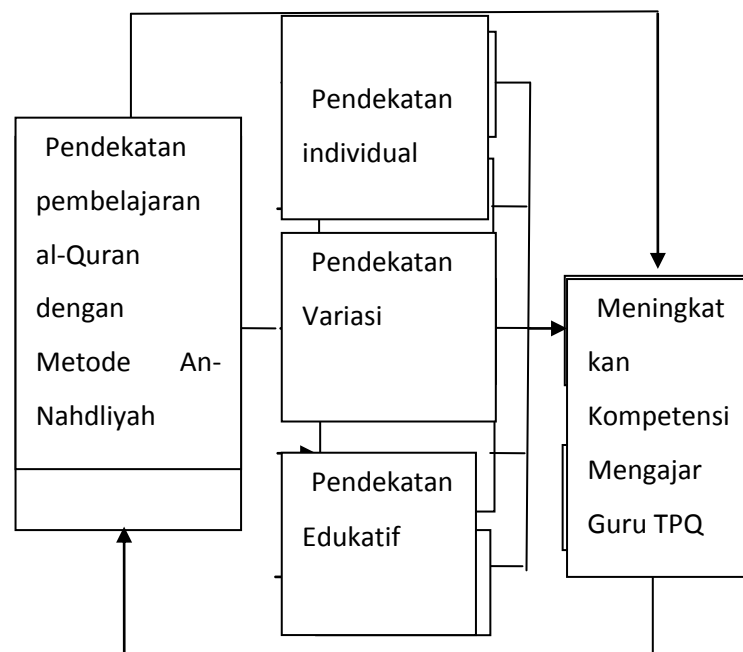 Pendekatan
pembelajaran
al-Quran
dengan
Metode An-
Nahdliyah
Pendekatan
individual
Pendekatan
Variasi
Pendekatan
Edukatif
Meningkat
kan
Kompetensi
Mengajar
Guru TPQ